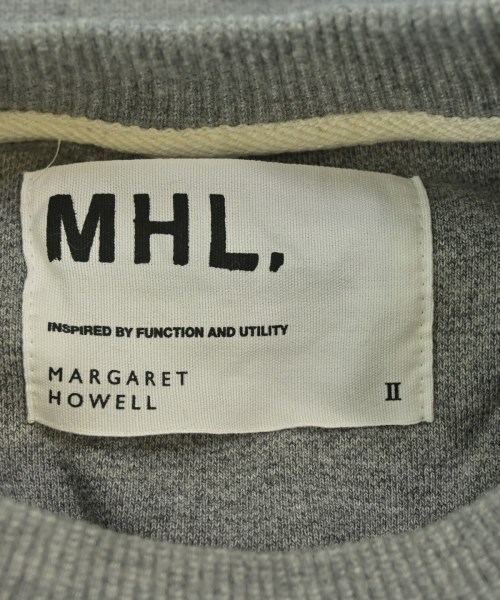 MHL.
INSPIRED BY FUNCTION AND UTILITY
MARGARET
HOWELL
II